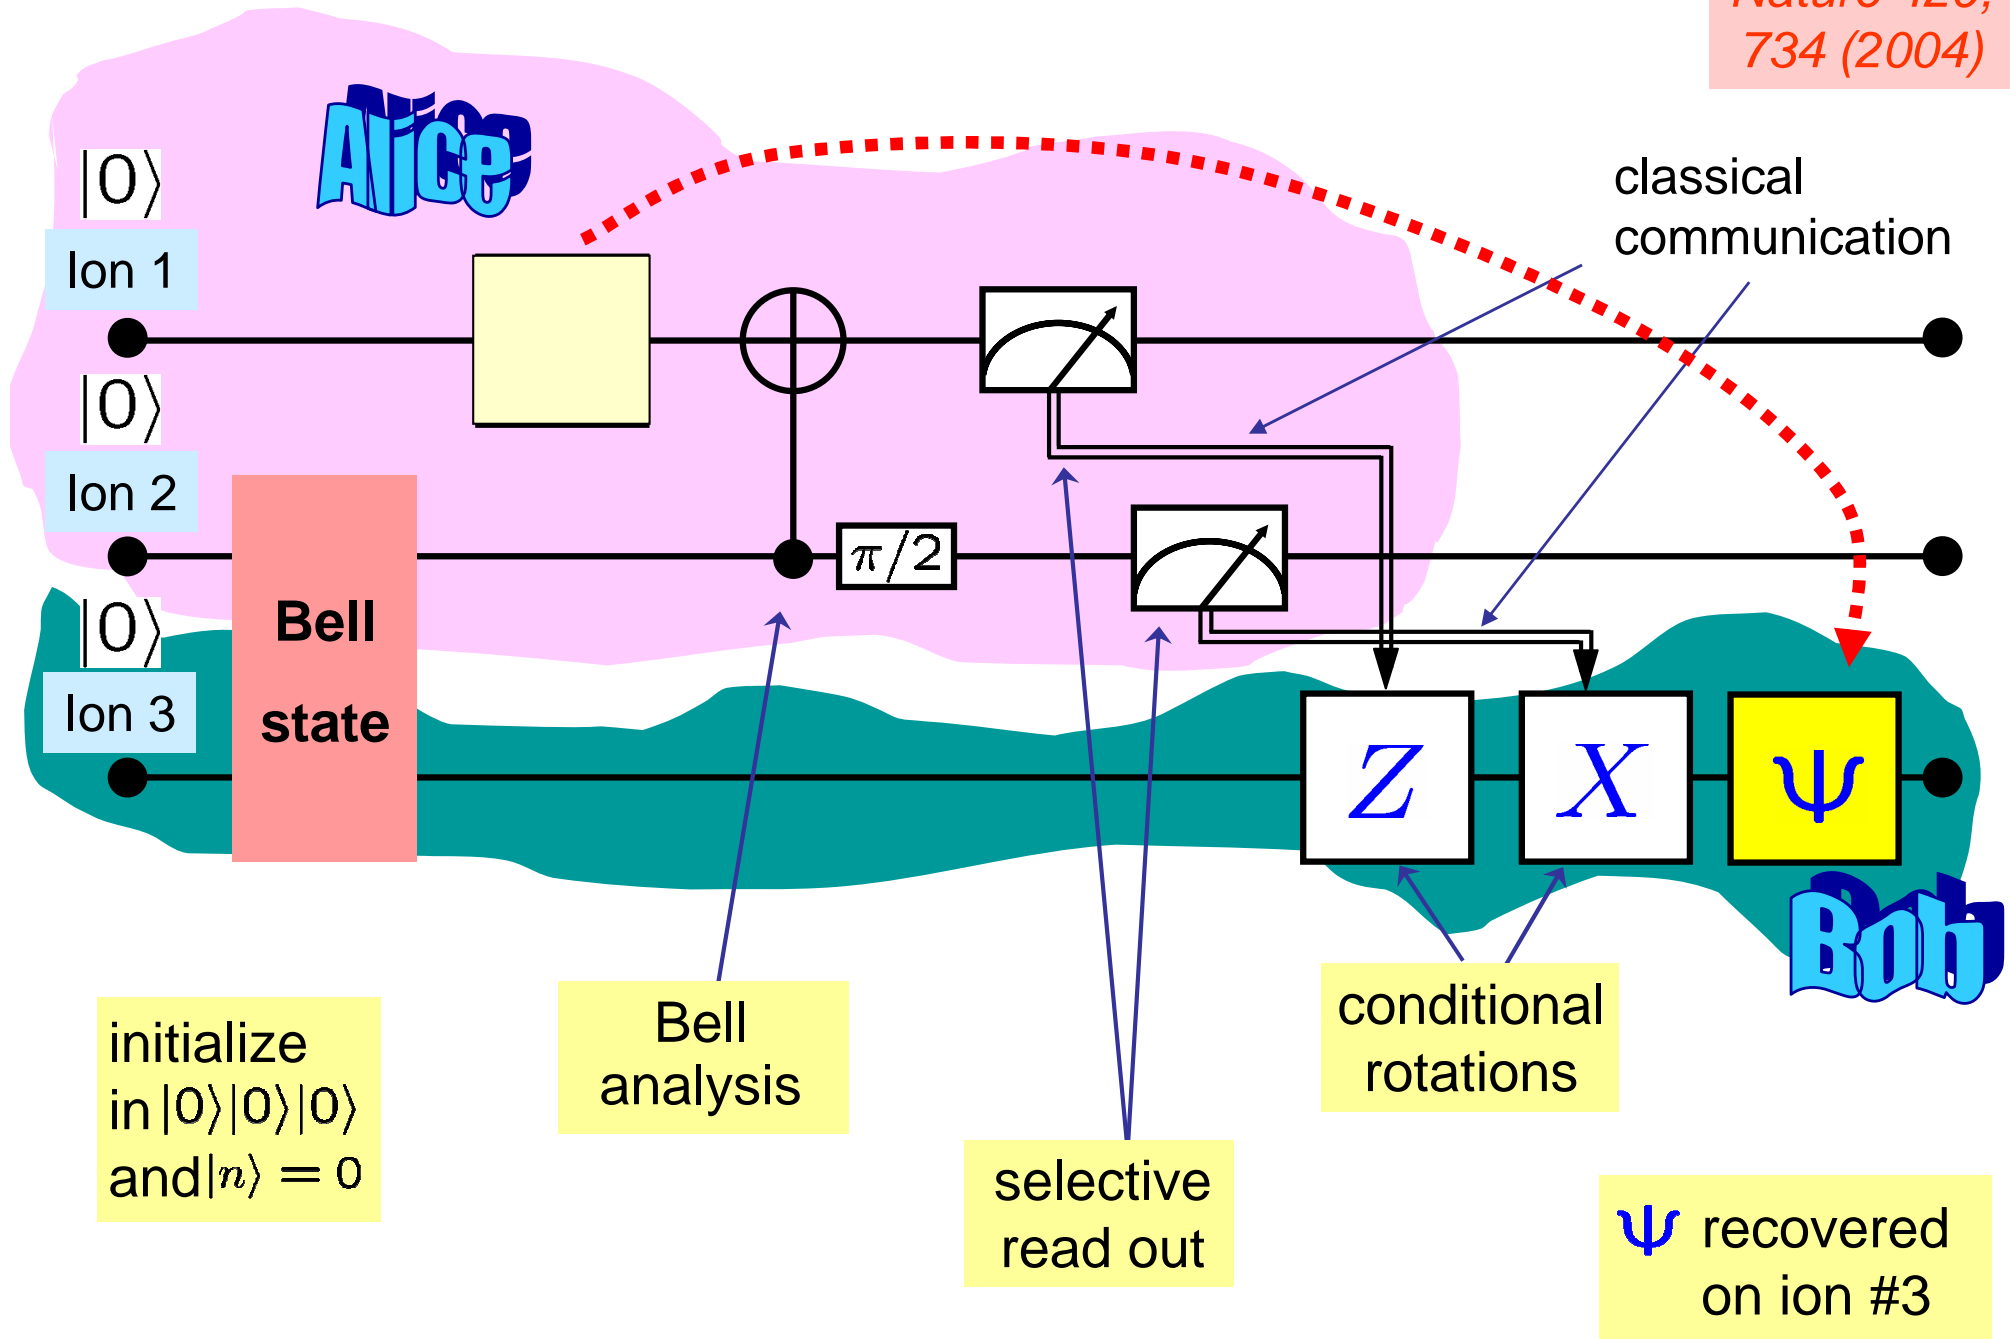 734 (2004)
Alice
|0⟩
Ion 1
classical
communication
|0⟩
Ion 2
π/2
|0⟩
Ion 3
Bell
state
Z
X
ψ
Bob
initialize
in |0⟩|0⟩|0⟩
and |n⟩ = 0
Bell
analysis
selective
read out
conditional
rotations
ψ recovered
on ion #3